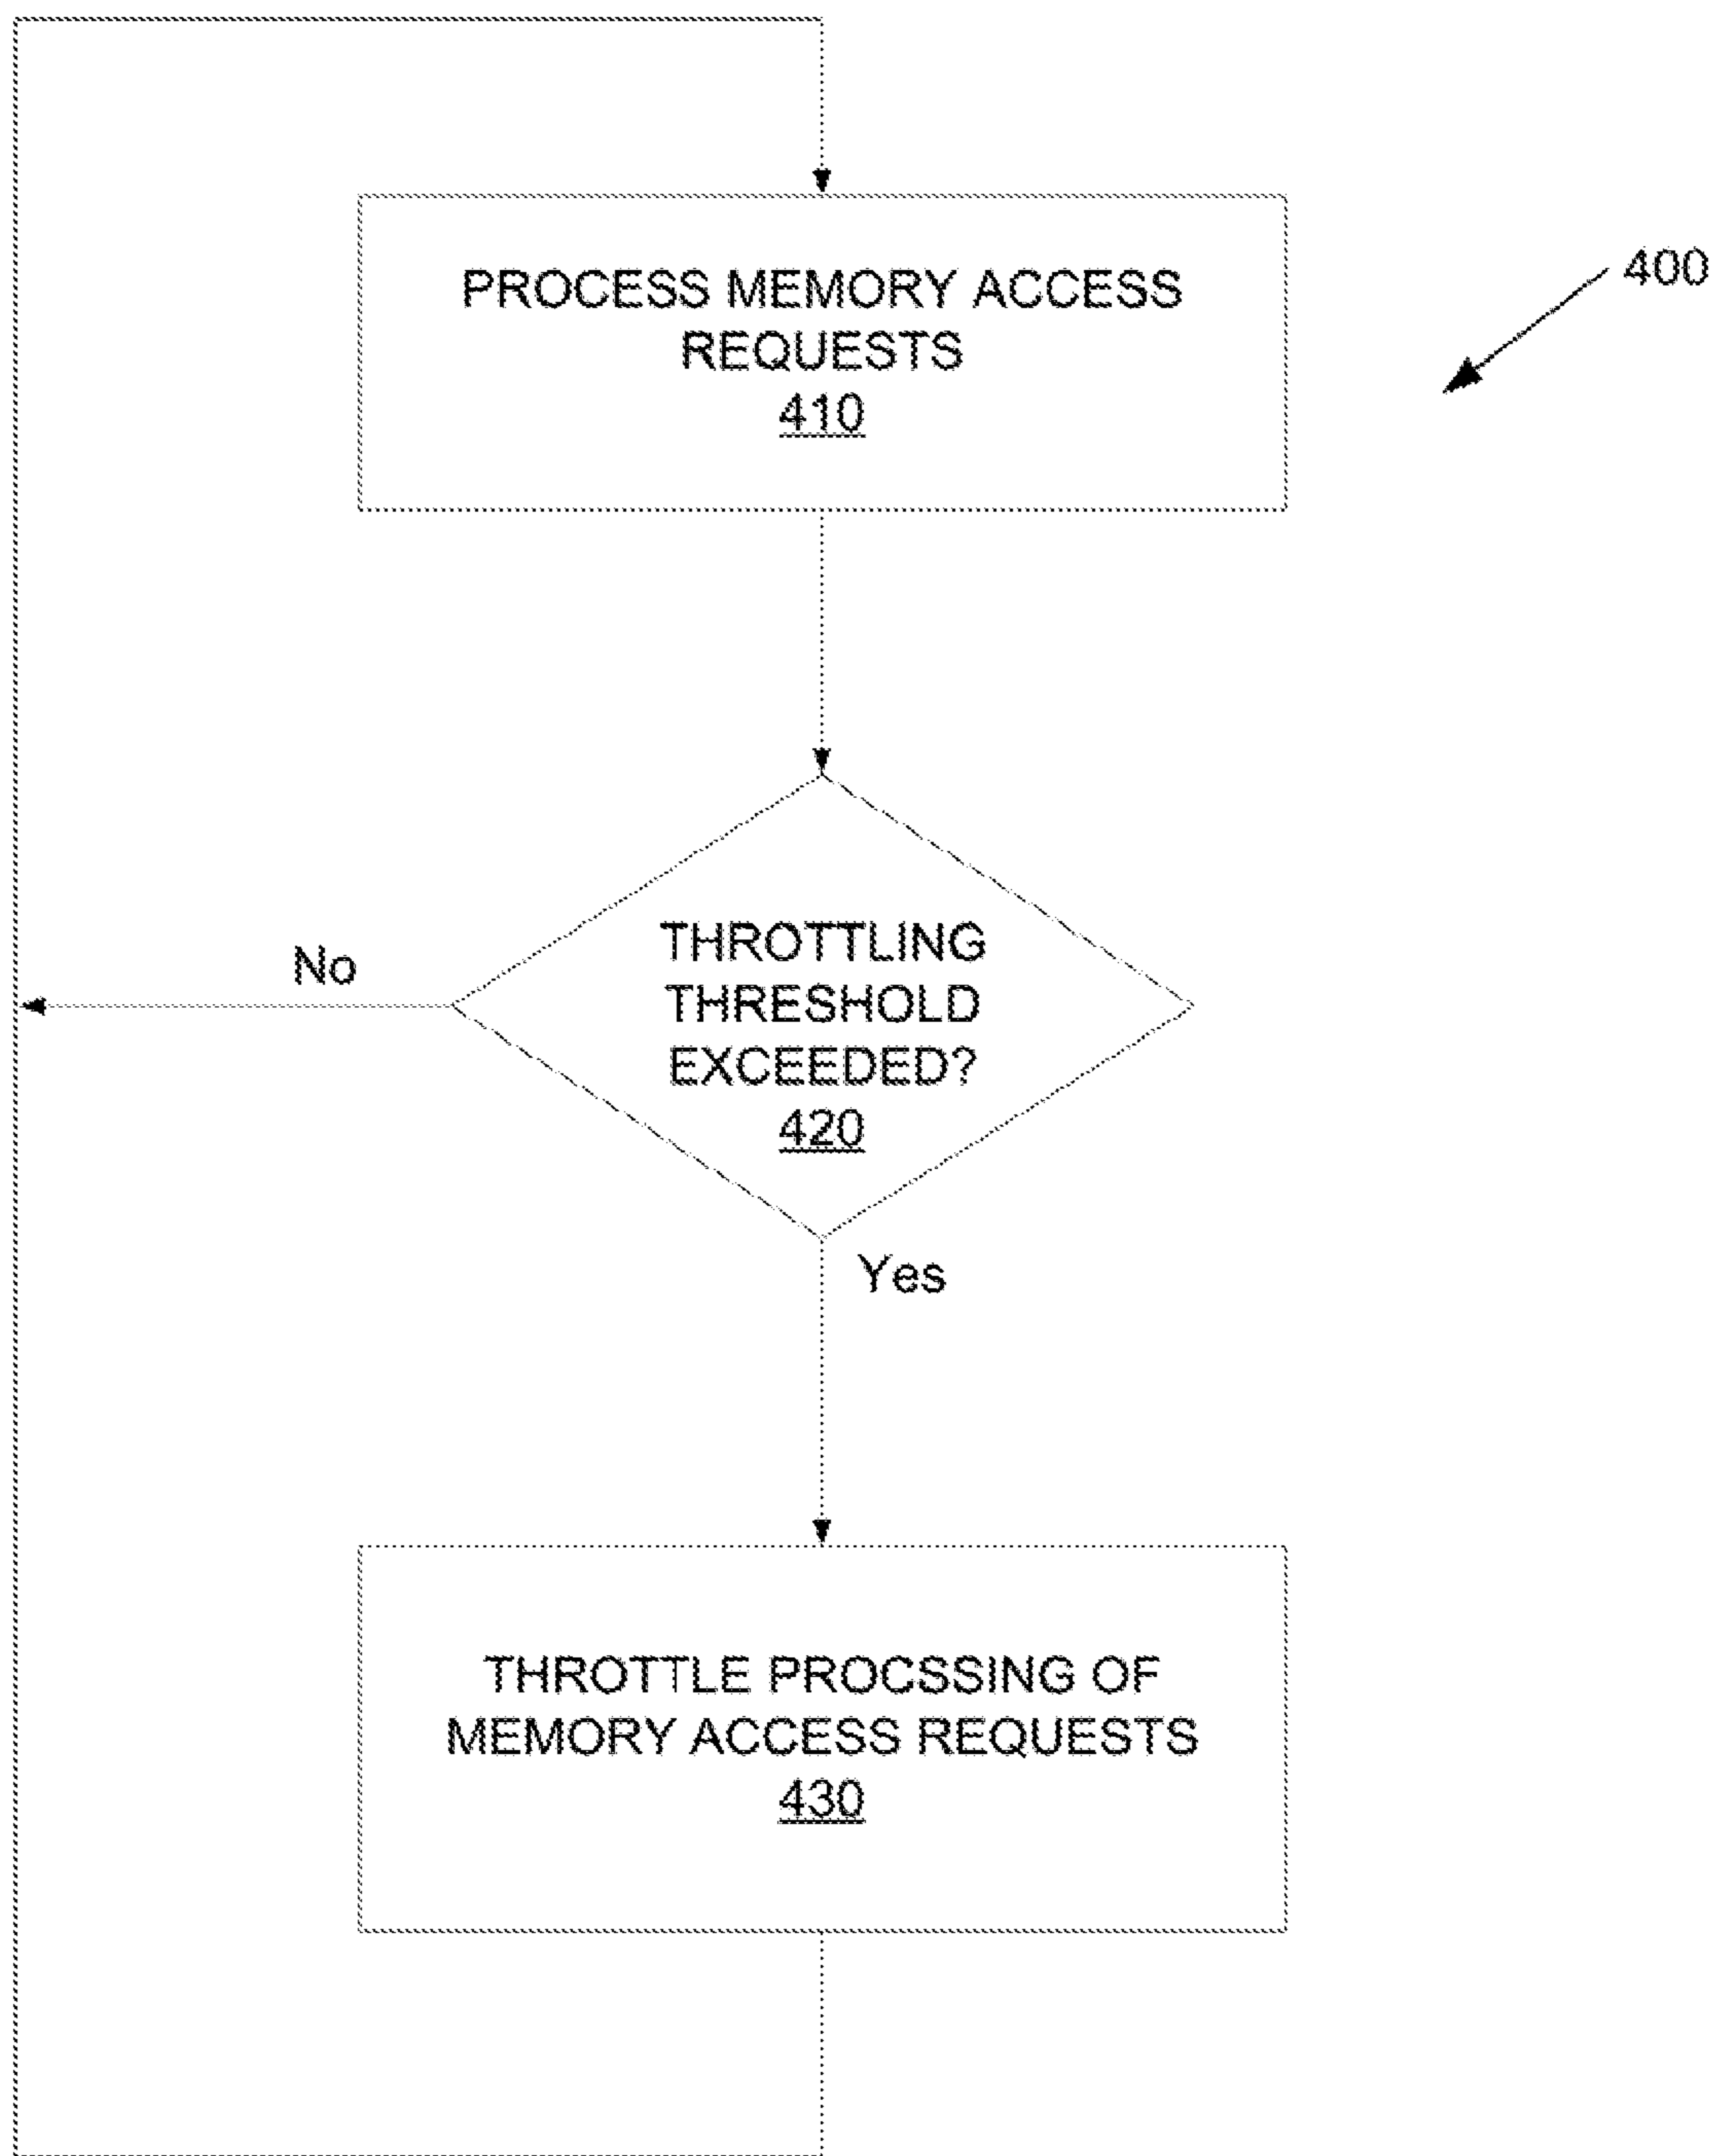 PROCESS MEMORY ACCESS
REQUESTS
410
400
THROTTLING
THRESHOLD
EXCEEDED?
420
No
Yes
THROTTLE PROCSSING OF
MEMORY ACCESS REQUESTS
430